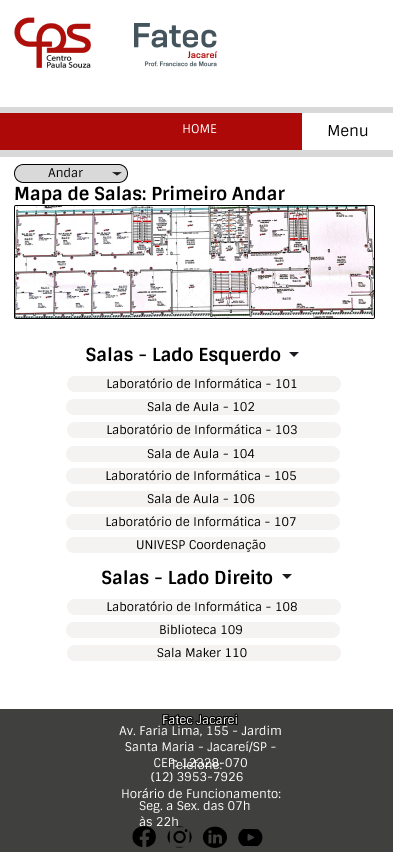 CPS
Centro
Paula Souza
Fatec
Jacareí
Prof. Francisco de Moura
HOME
Menu
Andar
Mapa de Salas: Primeiro Andar
Salas - Lado Esquerdo
Laboratório de Informática - 101
Sala de Aula - 102
Laboratório de Informática - 103
Sala de Aula - 104
Laboratório de Informática - 105
Sala de Aula - 106
Laboratório de Informática - 107
UNIVESP Coordenação
Salas - Lado Direito
Laboratório de Informática - 108
Biblioteca 109
Sala Maker 110
Fatec Jacareí
Av. Faria Lima, 155 - Jardim
Santa Maria - Jacareí/SP -
CEP: 12328-070
Telefone:
(12) 3953-7926
Horário de Funcionamento:
Seg. a Sex. das 07h
às 22h